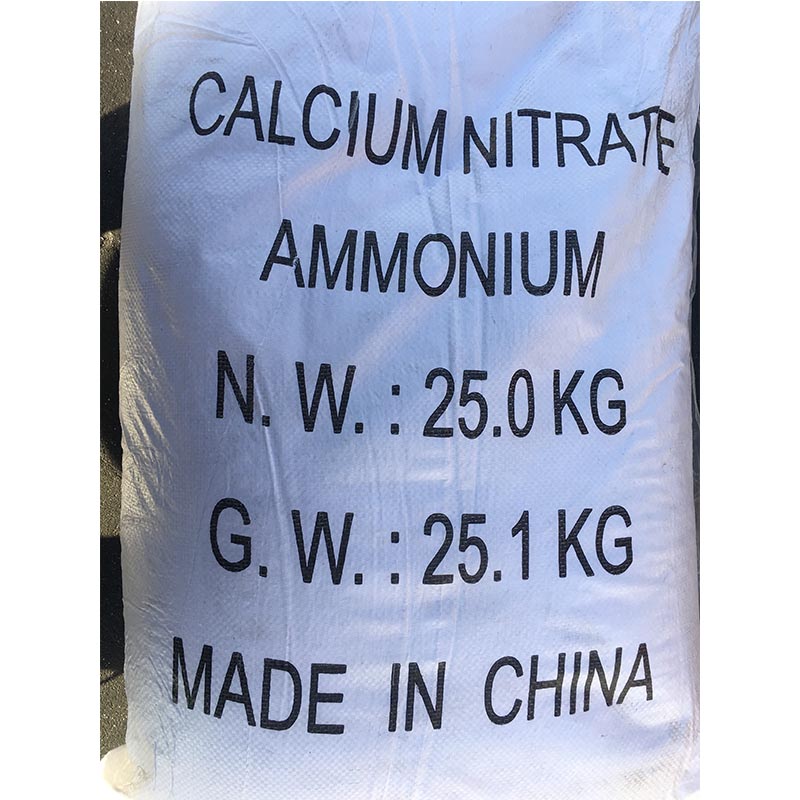 CALCIUM NITRATE
AMMONIUM
N. W. : 25.0 KG
G. W. : 25.1 KG
MADE IN CHINA